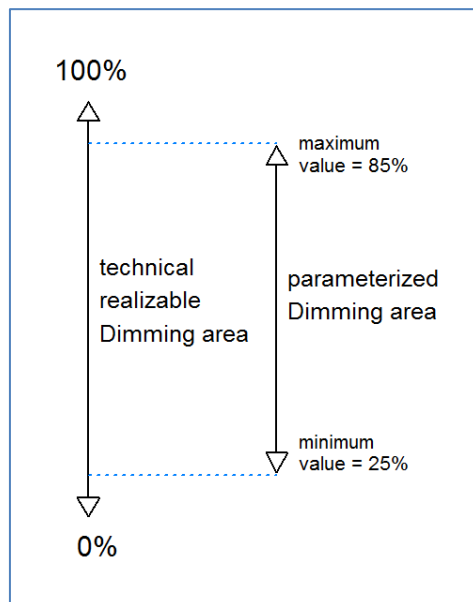 100%
maximum
value = 85%
technical
realizable
Dimming area
parameterized
Dimming area
minimum
value = 25%
0%